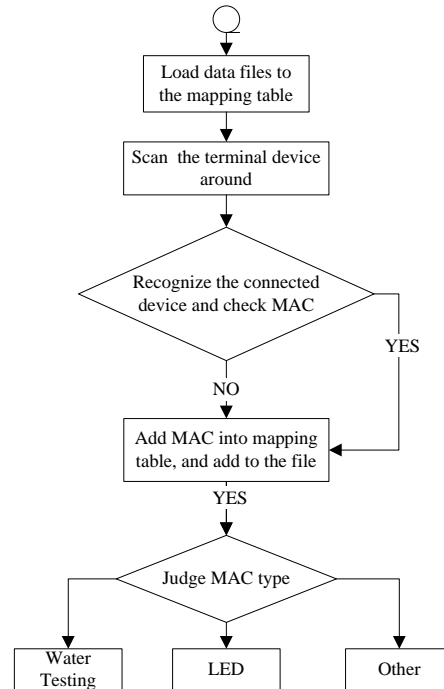 Load data files to
the mapping table
Scan the terminal device
around
Recognize the connected
device and check MAC
YES
NO
Add MAC into mapping
table, and add to the file
YES
Judge MAC type
Water
Testing
LED
Other